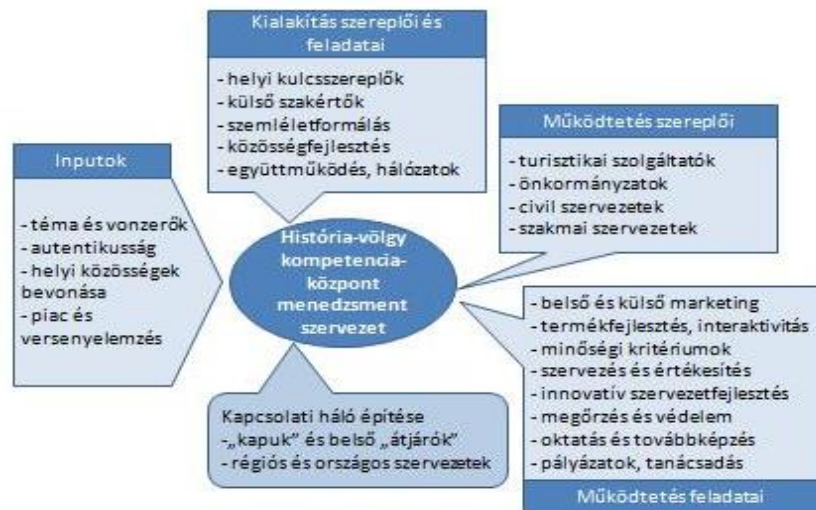 Kialakítás szereplői és
feladatai
- helyi kulcsszereplők
- külső szakértők
- szemléletformálás
- közösségfejlesztés
- együttműködés, hálózatok
Működtetés szereplői
- turisztikai szolgáltatók
- önkormányzatok
- civil szervezetek
- szakmai szervezetek
Inputok
- téma és vonzerők
- autentikusság
- helyi közösségek
bevonása
- piac és
versenyelemzés
História-völgy
kompetencia-
központ
menedzsment
szervezet
- belső és külső marketing
- termékfejlesztés, interaktivitás
- minőségi kritériumok
- szervezés és értékesítés
- innovatív szervezetfejlesztés
- megőrzés és védelem
- oktatás és továbbképzés
- pályázatok, tanácsadás
Működtetés feladatai
Kapcsolati háló építése
-„kapuk” és belső „átjárók”
- régiós és országos szervezetek